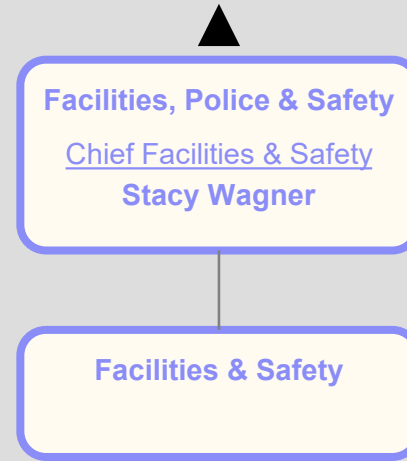 Facilities, Police & Safety
Chief Facilities & Safety
Stacy Wagner
Facilities & Safety